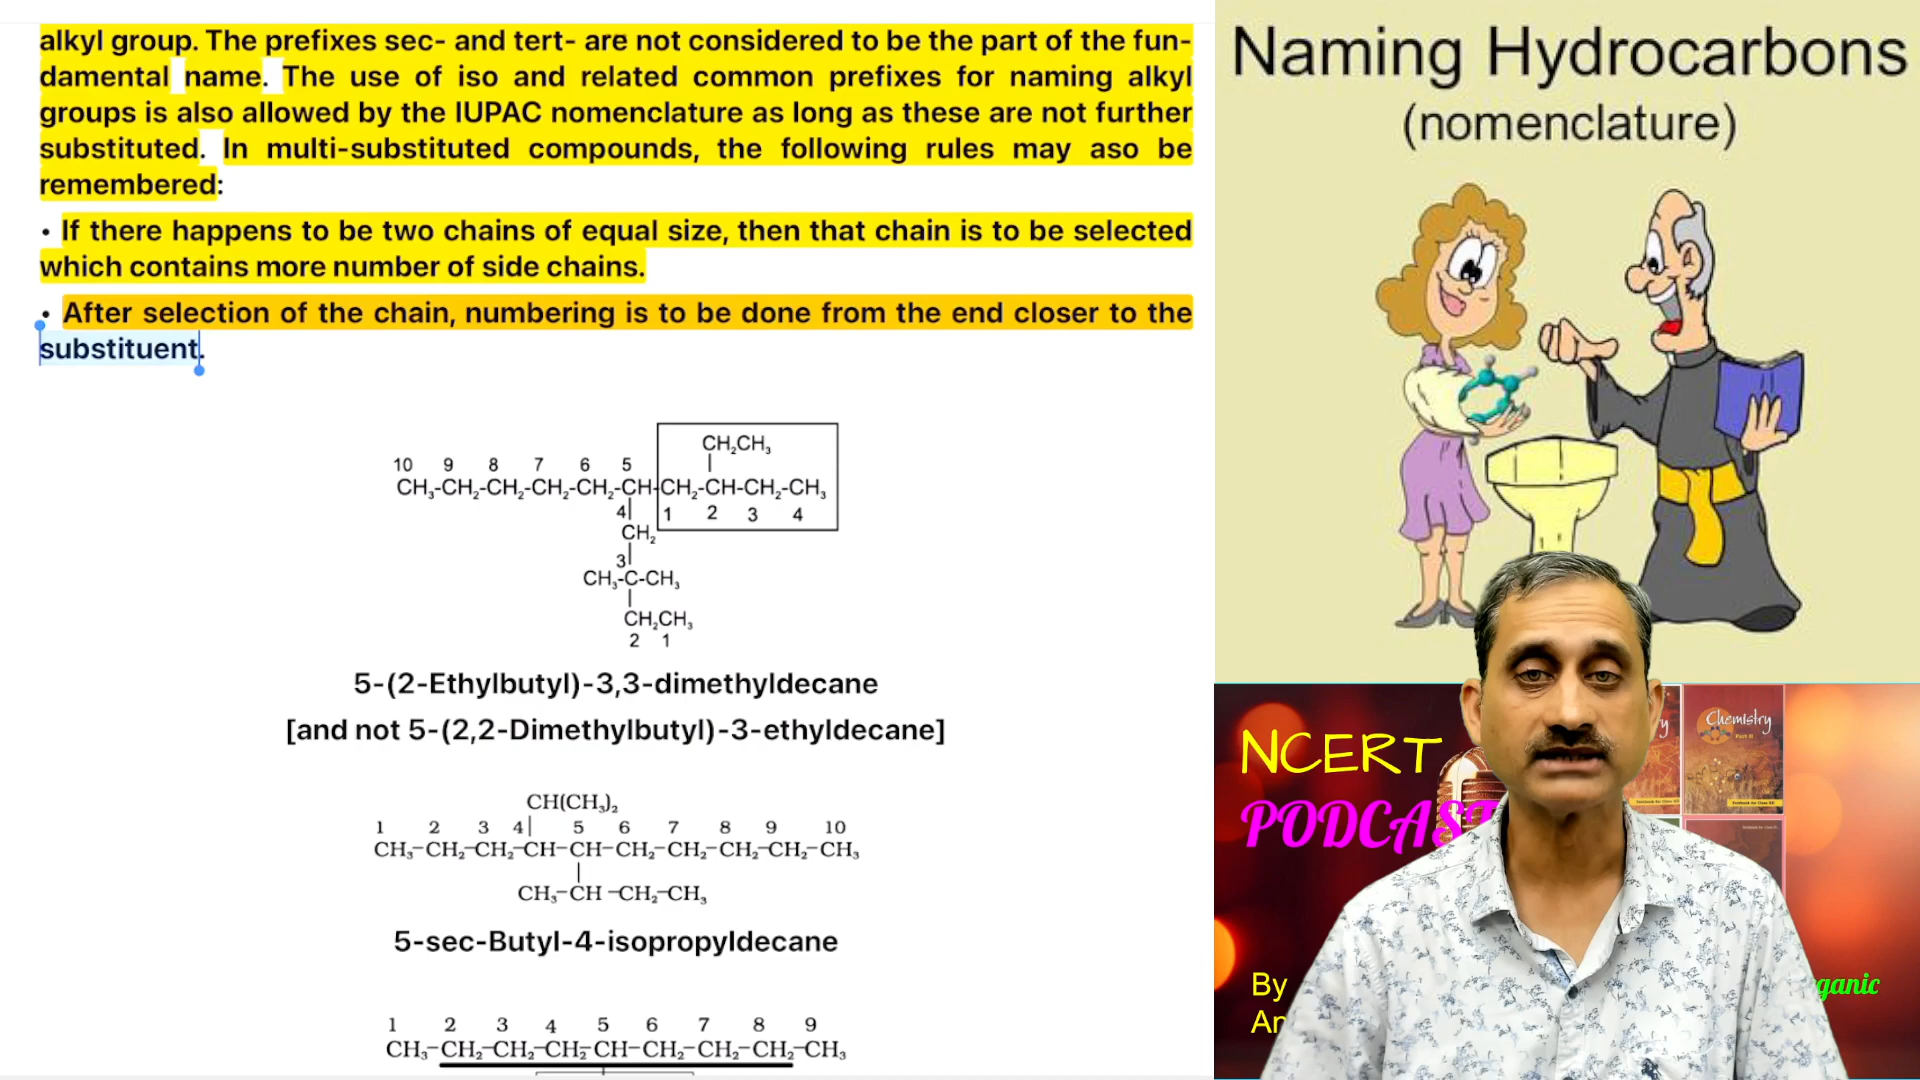 alkyl group. The prefixes sec- and tert- are not considered to be the part of the fun-
damental name. The use of iso and related common prefixes for naming alkyl
groups is also allowed by the IUPAC nomenclature as long as these are not further
substituted. In multi-substituted compounds, the following rules may aso be
remembered:
• If there happens to be two chains of equal size, then that chain is to be selected
which contains more number of side chains.
• After selection of the chain, numbering is to be done from the end closer to the
substituent.
CH₂CH₃
10 9 8 7 6 5
CH₃-CH₂-CH₂-CH₂-CH₂-CH-CH₂-CH-CH₂-CH₃
4 1 2 3 4
CH₂
3
CH₃-C-CH₃
CH₂CH₃
2 1
5-(2-Ethylbutyl)-3,3-dimethyldecane
[and not 5-(2,2-Dimethylbutyl)-3-ethyldecane]
CH(CH₃)₂
1 2 3 4 5 6 7 8 9 10
CH₃-CH₂-CH₂-CH-CH-CH₂-CH₂-CH₂-CH₂-CH₃
CH₃-CH-CH₂-CH₃
5-sec-Butyl-4-isopropyldecane
1 2 3 4 5 6 7 8 9
CH₃-CH₂-CH₂-CH₂-CH-CH₂-CH₂-CH₂-CH₃
Naming Hydrocarbons
(nomenclature)
NCERT
PODCAST
Chemistry
Part II
By
An
ganic